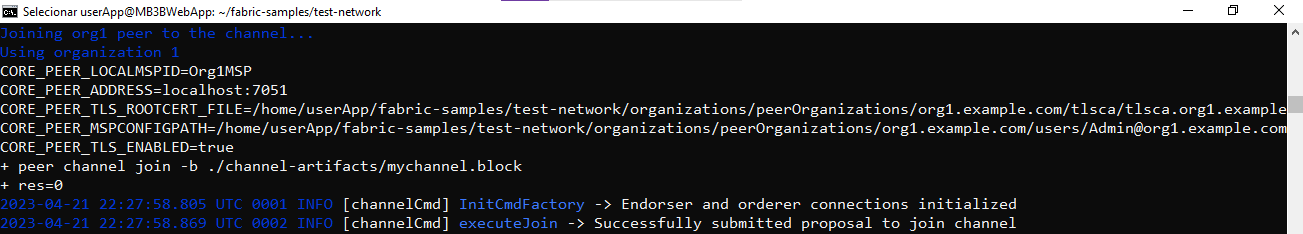 Selecionar userApp@MB3BWebApp: ~/fabric-samples/test-network
Joining org1 peer to the channel...
Using organization 1
CORE_PEER_LOCALMSPID=Org1MSP
CORE_PEER_ADDRESS=localhost:7051
CORE_PEER_TLS_ROOTCERT_FILE=/home/userApp/fabric-samples/test-network/organizations/peerOrganizations/org1.example.com/tlsca/tlsca.org1.example
CORE_PEER_MSPCONFIGPATH=/home/userApp/fabric-samples/test-network/organizations/peerOrganizations/org1.example.com/users/Admin@org1.example.com
CORE_PEER_TLS_ENABLED=true
+ peer channel join -b ./channel-artifacts/mychannel.block
+ res=0
2023-04-21 22:27:58.805 UTC 0001 INFO [channelCmd] InitCmdFactory -> Endorser and orderer connections initialized
2023-04-21 22:27:58.869 UTC 0002 INFO [channelCmd] executeJoin -> Successfully submitted proposal to join channel